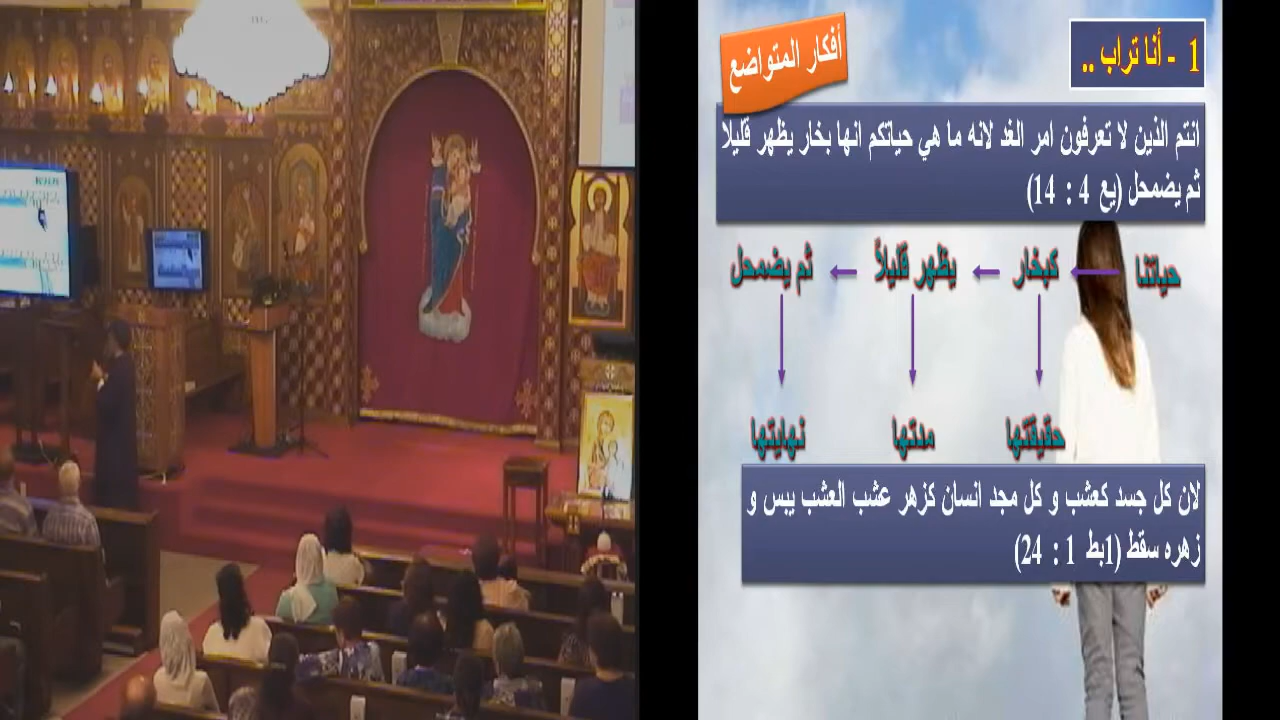 1 - أنا تراب ..
أفكار المتواضع
انتم الذين لا تعرفون امر الغد لانه ما هي حياتكم انها بخار يظهر قليلا
ثم يضمحل (يع 4 : 14)
حياتنا كبخار يظهر قليلاً ثم يضمحل
حقيقتها مدتها نهايتها
لان كل جسد كعشب و كل مجد انسان كزهر عشب العشب يبس و
زهره سقط (1بط 1 : 24)